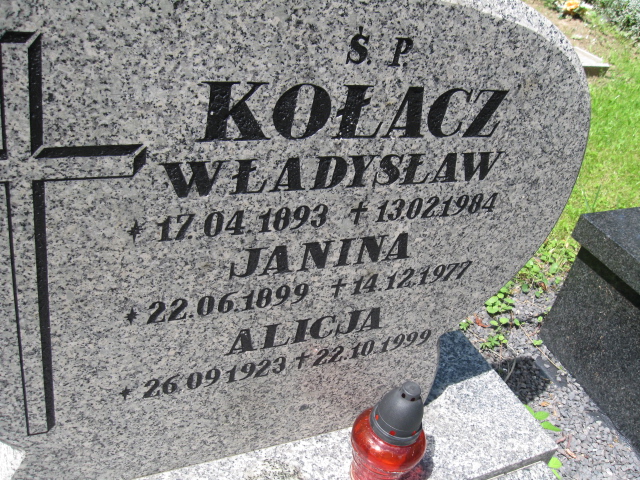 Ś. P.
KOŁACZ
WŁADYSŁAW
* 17.04.1893 † 13.02.1984
JANINA
* 22.06.1899 † 14.12.1977
ALICJA
* 26.09.1923 † 22.10.1999